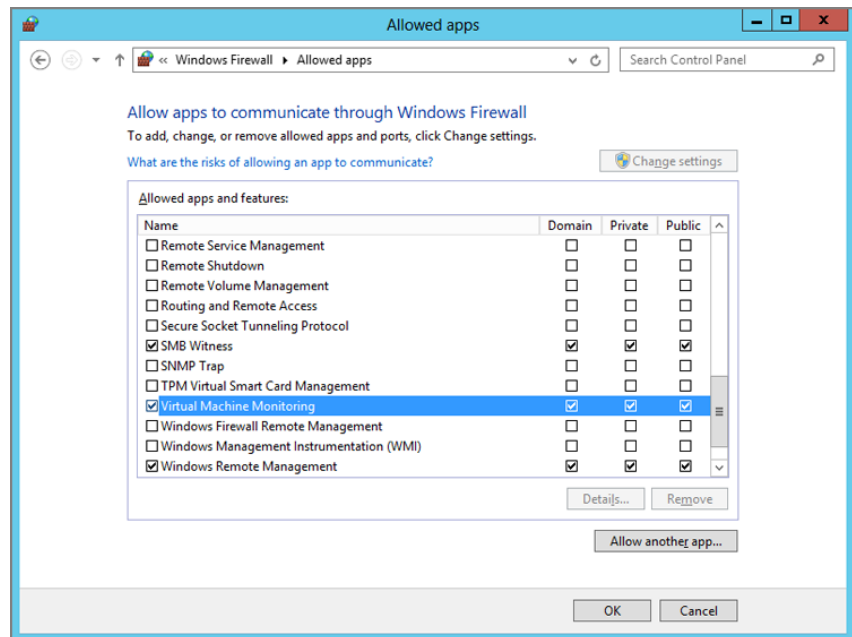 Allowed apps
« Windows Firewall ▸ Allowed apps
Search Control Panel
Allow apps to communicate through Windows Firewall
To add, change, or remove allowed apps and ports, click Change settings.
What are the risks of allowing an app to communicate?
Change settings
Allowed apps and features:
Name Domain Private Public
Remote Service Management
Remote Shutdown
Remote Volume Management
Routing and Remote Access
Secure Socket Tunneling Protocol
SMB Witness
SNMP Trap
TPM Virtual Smart Card Management
Virtual Machine Monitoring
Windows Firewall Remote Management
Windows Management Instrumentation (WMI)
Windows Remote Management
Details... Remove
Allow another app...
OK Cancel